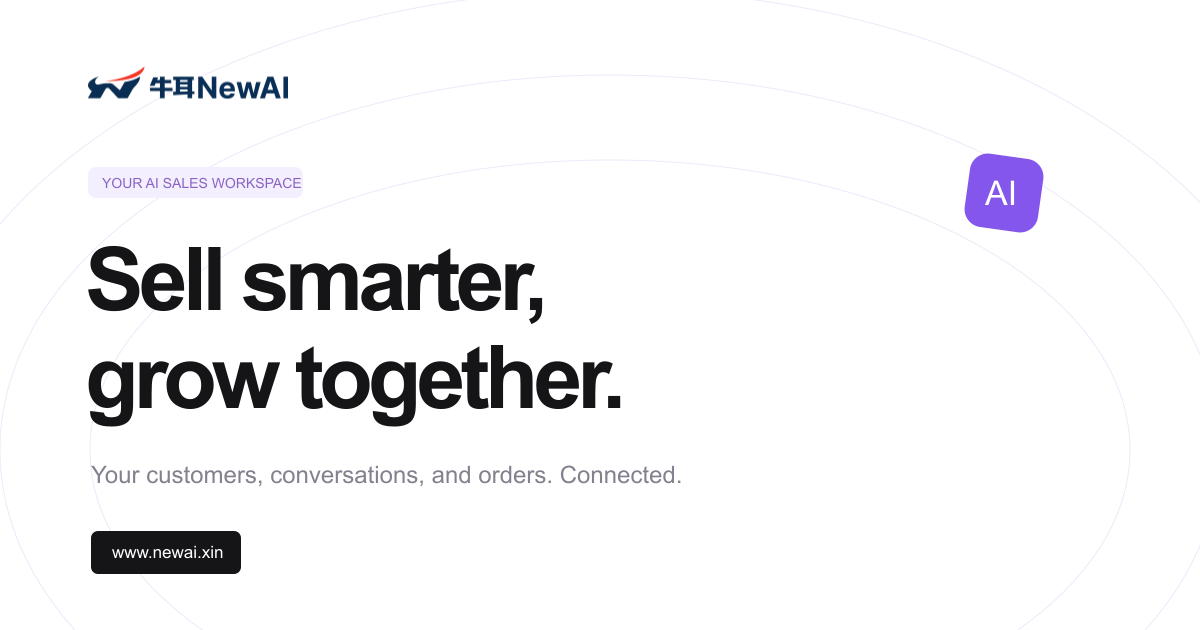 牛耳NewAI
YOUR AI SALES WORKSPACE
AI
Sell smarter,
grow together.
Your customers, conversations, and orders. Connected.
www.newai.xin